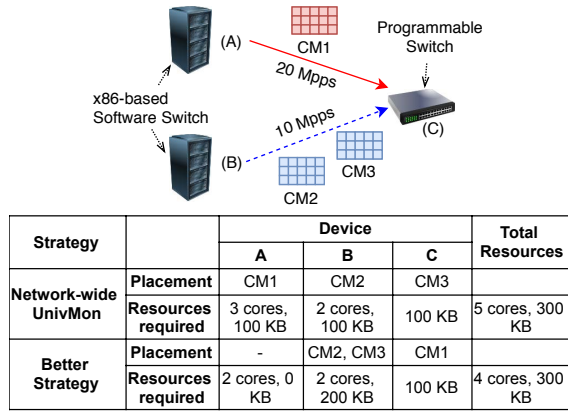 (A)
CM1
Programmable
Switch
20 Mpps
x86-based
Software Switch
10 Mpps
(C)
(B)
CM3
CM2
Strategy
Device
Total
Resources
A
B
C
Network-wide
UnivMon
Placement
CM1
CM2
CM3
Resources
required
3 cores,
100 KB
2 cores,
100 KB
100 KB
5 cores, 300
KB
Better
Strategy
Placement
-
CM2, CM3
CM1
Resources
required
2 cores, 0
KB
2 cores,
200 KB
100 KB
4 cores, 300
KB